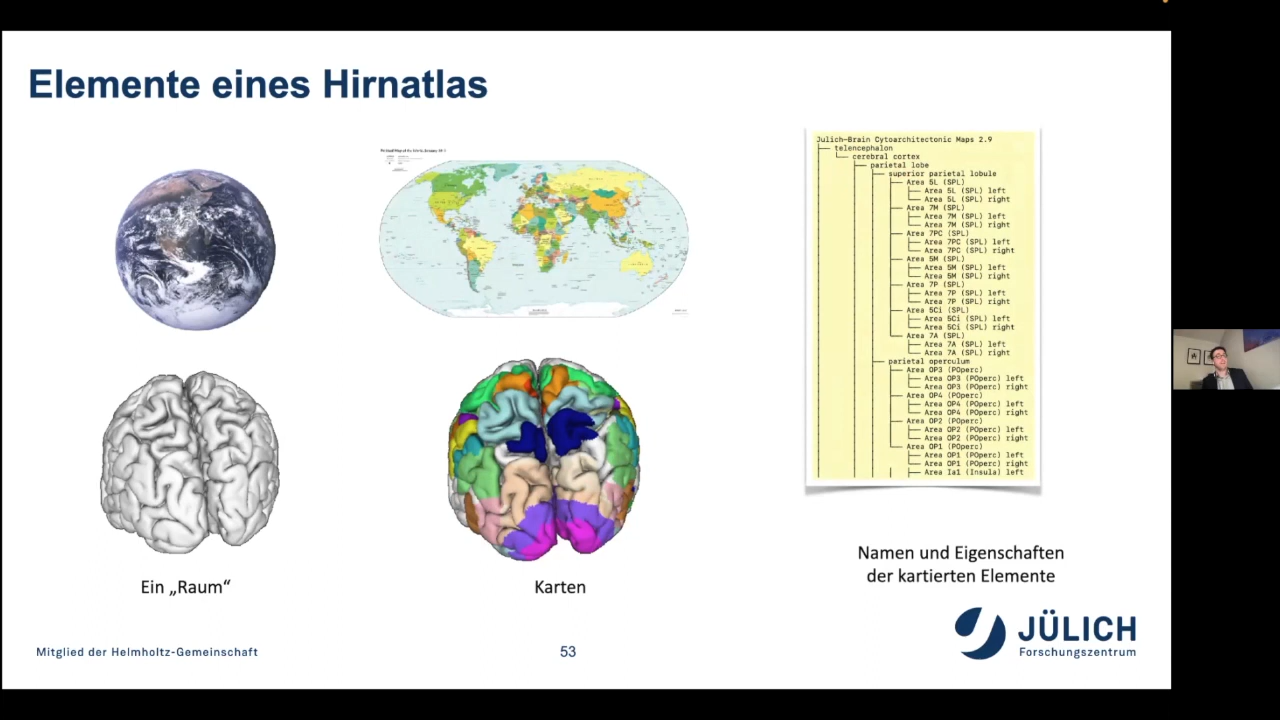 Elemente eines Hirnatlas
Julich-Brain Cytoarchitectonic Maps 2.9
telencephalon
cerebral cortex
parietal lobe
superior parietal lobule
Area 5L (SPL)
Area 5L (SPL) left
Area 5L (SPL) right
Area 7M (SPL)
Area 7M (SPL) left
Area 7M (SPL) right
Area 7PC (SPL)
Area 7PC (SPL) left
Area 7PC (SPL) right
Area 5M (SPL)
Area 5M (SPL) left
Area 5M (SPL) right
Area 7P (SPL)
Area 7P (SPL) left
Area 7P (SPL) right
Area 5Ci (SPL)
Area 5Ci (SPL) left
Area 5Ci (SPL) right
Area 7A (SPL)
Area 7A (SPL) left
Area 7A (SPL) right
parietal operculum
Area OP3 (POperc)
Area OP3 (POperc) left
Area OP3 (POperc) right
Area OP4 (POperc)
Area OP4 (POperc) left
Area OP4 (POperc) right
Area OP2 (POperc)
Area OP2 (POperc) left
Area OP2 (POperc) right
Area OP1 (POperc)
Area OP1 (POperc) left
Area OP1 (POperc) right
Area Ia1 (Insula) left
Ein „Raum“
Karten
Namen und Eigenschaften
der kartierten Elemente
Mitglied der Helmholtz-Gemeinschaft
53
JÜLICH
Forschungszentrum